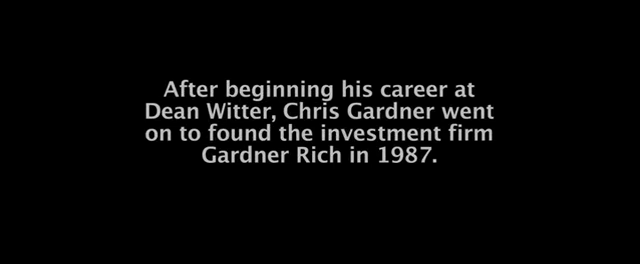 After beginning his career at
Dean Witter, Chris Gardner went
on to found the investment firm
Gardner Rich in 1987.